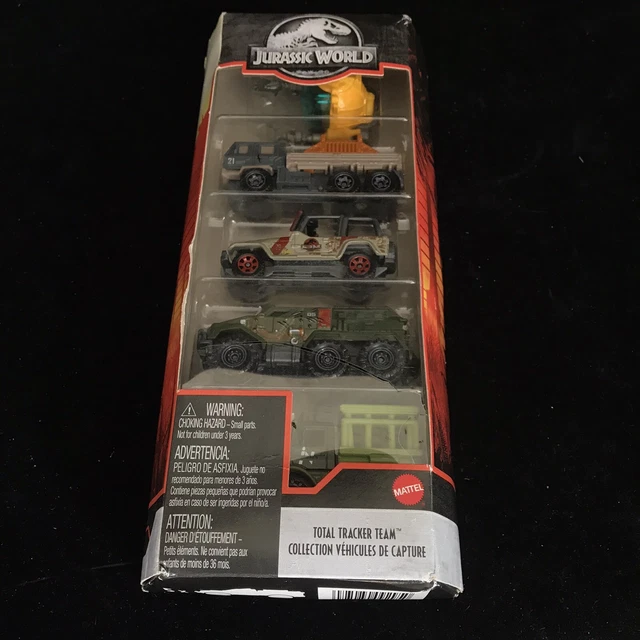 JURASSIC WORLD
21
WARNING:
CHOKING HAZARD – Small parts.
Not for children under 3 years.
ADVERTENCIA:
PELIGRO DE ASFIXIA. Juguete no
recomendado para menores de 3 años.
Contiene piezas pequeñas que podrían provocar
asfixia en caso de ser ingeridas por el niño/a.
ATTENTION:
DANGER D'ÉTOUFFEMENT –
Petits éléments. Ne convient pas aux
enfants de moins de 36 mois.
MATTEL
TOTAL TRACKER TEAM™
COLLECTION VÉHICULES DE CAPTURE